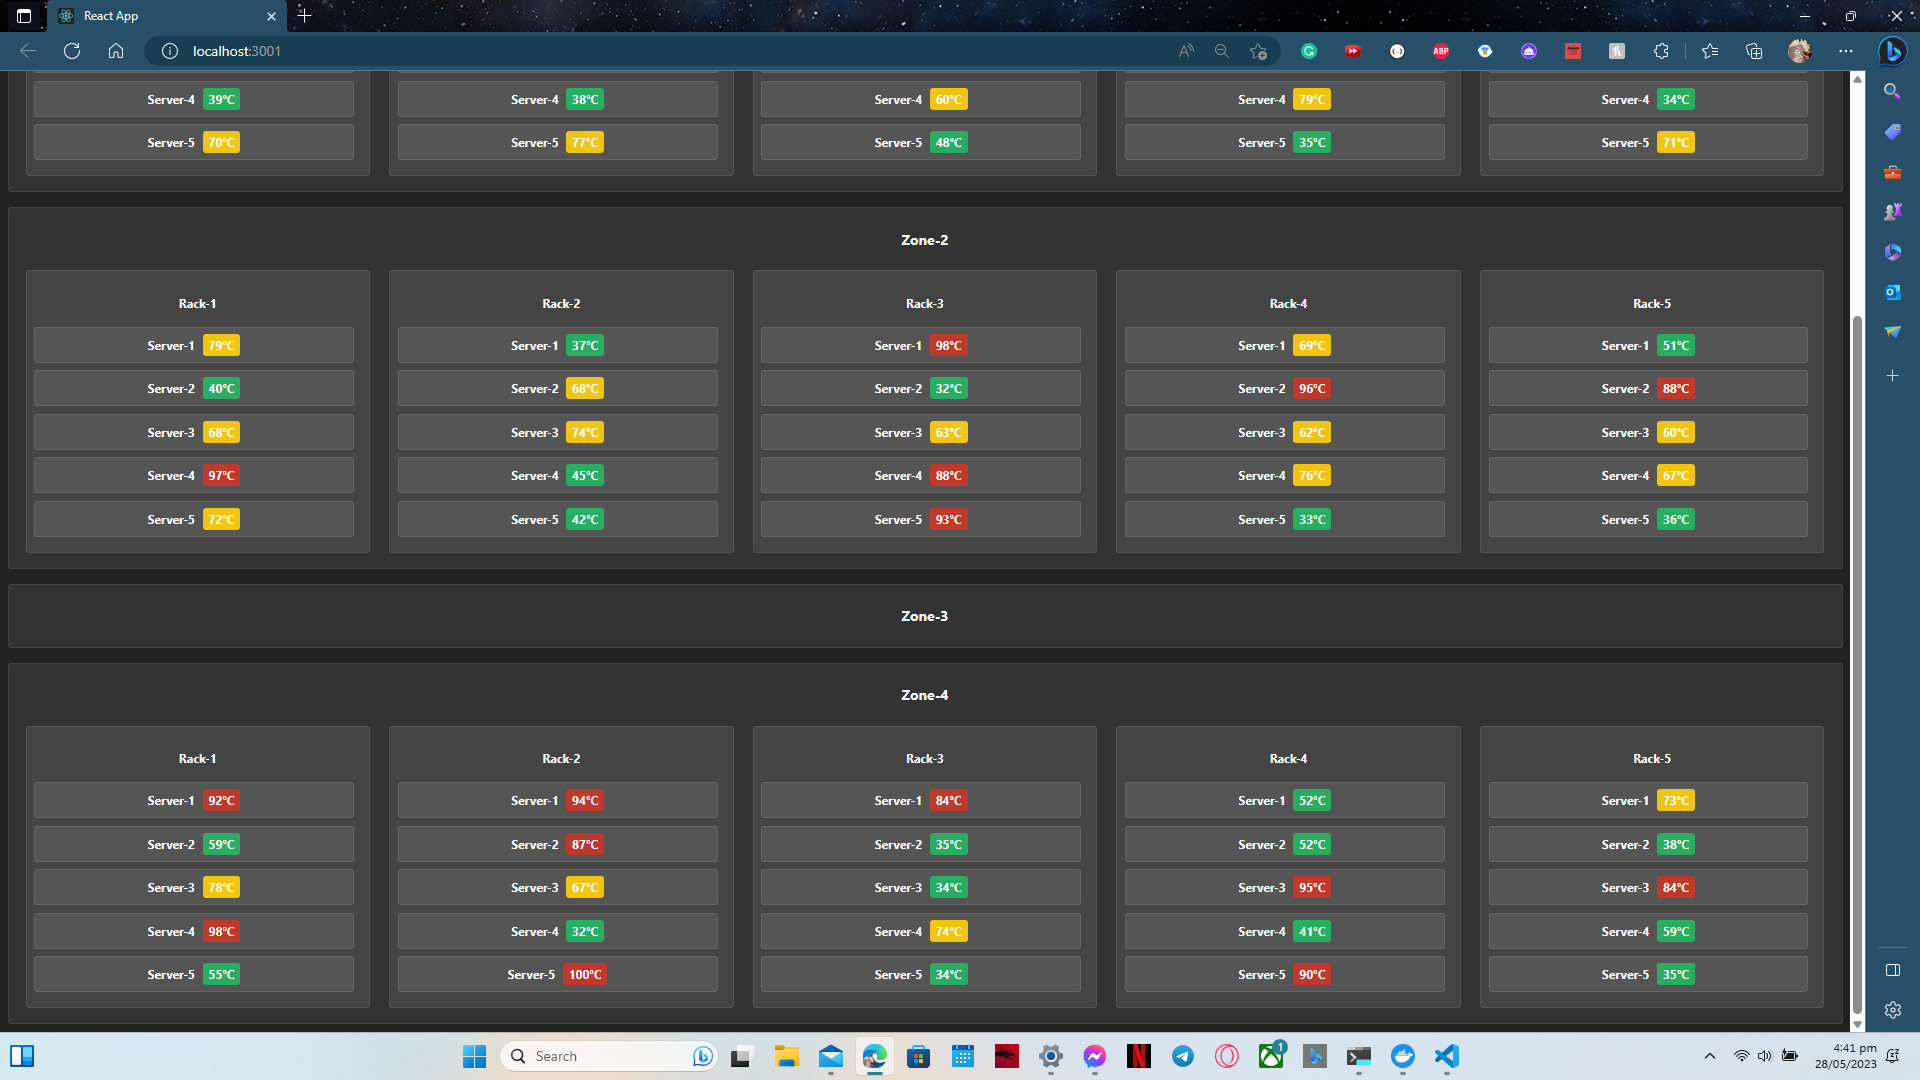 React App
localhost:3001
Server-4 39°C Server-4 38°C Server-4 60°C Server-4 79°C Server-4 34°C
Server-5 70°C Server-5 77°C Server-5 48°C Server-5 35°C Server-5 71°C
Zone-2
Rack-1 Rack-2 Rack-3 Rack-4 Rack-5
Server-1 79°C Server-1 37°C Server-1 98°C Server-1 69°C Server-1 51°C
Server-2 40°C Server-2 68°C Server-2 32°C Server-2 96°C Server-2 88°C
Server-3 68°C Server-3 74°C Server-3 63°C Server-3 62°C Server-3 60°C
Server-4 97°C Server-4 45°C Server-4 88°C Server-4 76°C Server-4 67°C
Server-5 72°C Server-5 42°C Server-5 93°C Server-5 33°C Server-5 36°C
Zone-3
Zone-4
Rack-1 Rack-2 Rack-3 Rack-4 Rack-5
Server-1 92°C Server-1 94°C Server-1 84°C Server-1 52°C Server-1 73°C
Server-2 59°C Server-2 87°C Server-2 35°C Server-2 52°C Server-2 38°C
Server-3 78°C Server-3 67°C Server-3 34°C Server-3 95°C Server-3 84°C
Server-4 98°C Server-4 32°C Server-4 74°C Server-4 41°C Server-4 59°C
Server-5 55°C Server-5 100°C Server-5 34°C Server-5 90°C Server-5 35°C
Search
1
4:41 pm
28/05/2023
ABP